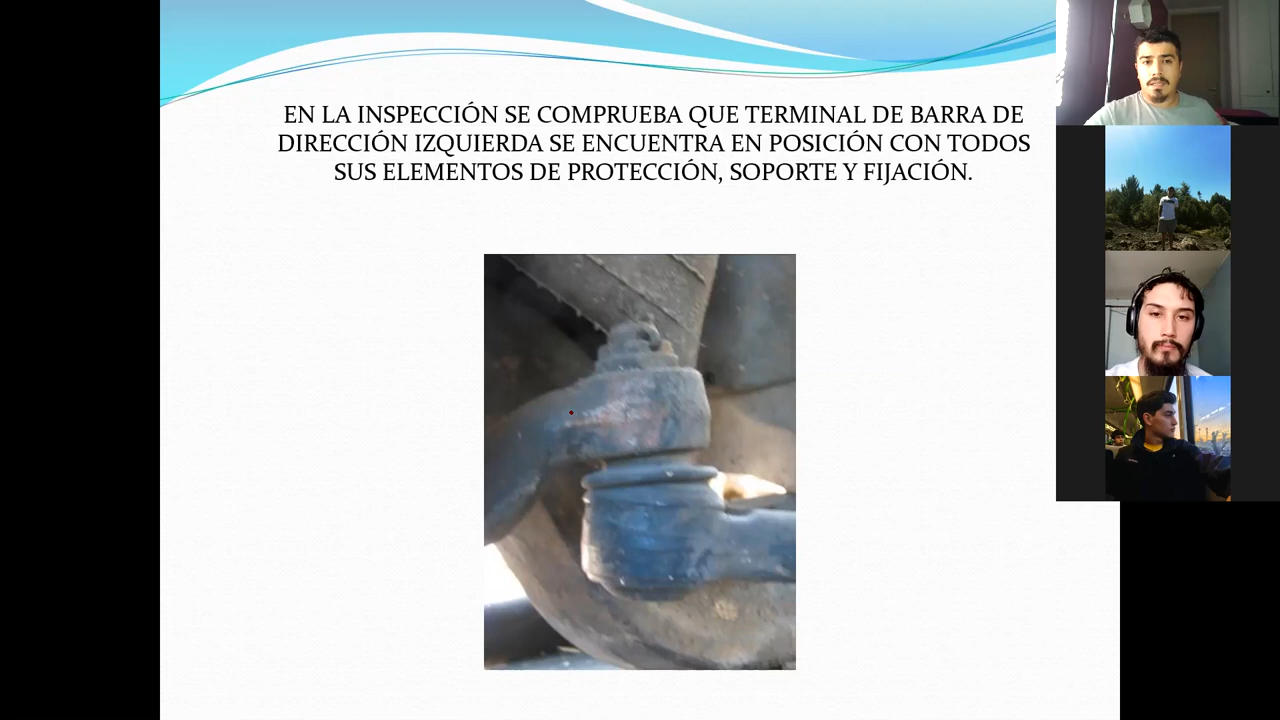 EN LA INSPECCIÓN SE COMPRUEBA QUE TERMINAL DE BARRA DE
DIRECCIÓN IZQUIERDA SE ENCUENTRA EN POSICIÓN CON TODOS
SUS ELEMENTOS DE PROTECCIÓN, SOPORTE Y FIJACIÓN.